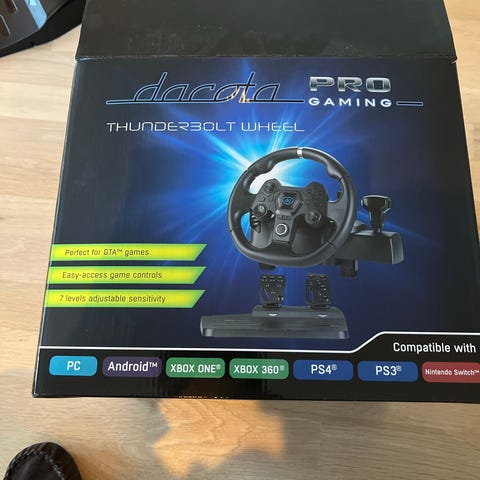 dacota
PRO
GAMING
THUNDERBOLT WHEEL
Perfect for GTA™ games
Easy-access game controls
7 levels adjustable sensitivity
Compatible with
PC
Android™
XBOX ONE®
XBOX 360®
PS4®
PS3®
Nintendo Switch™